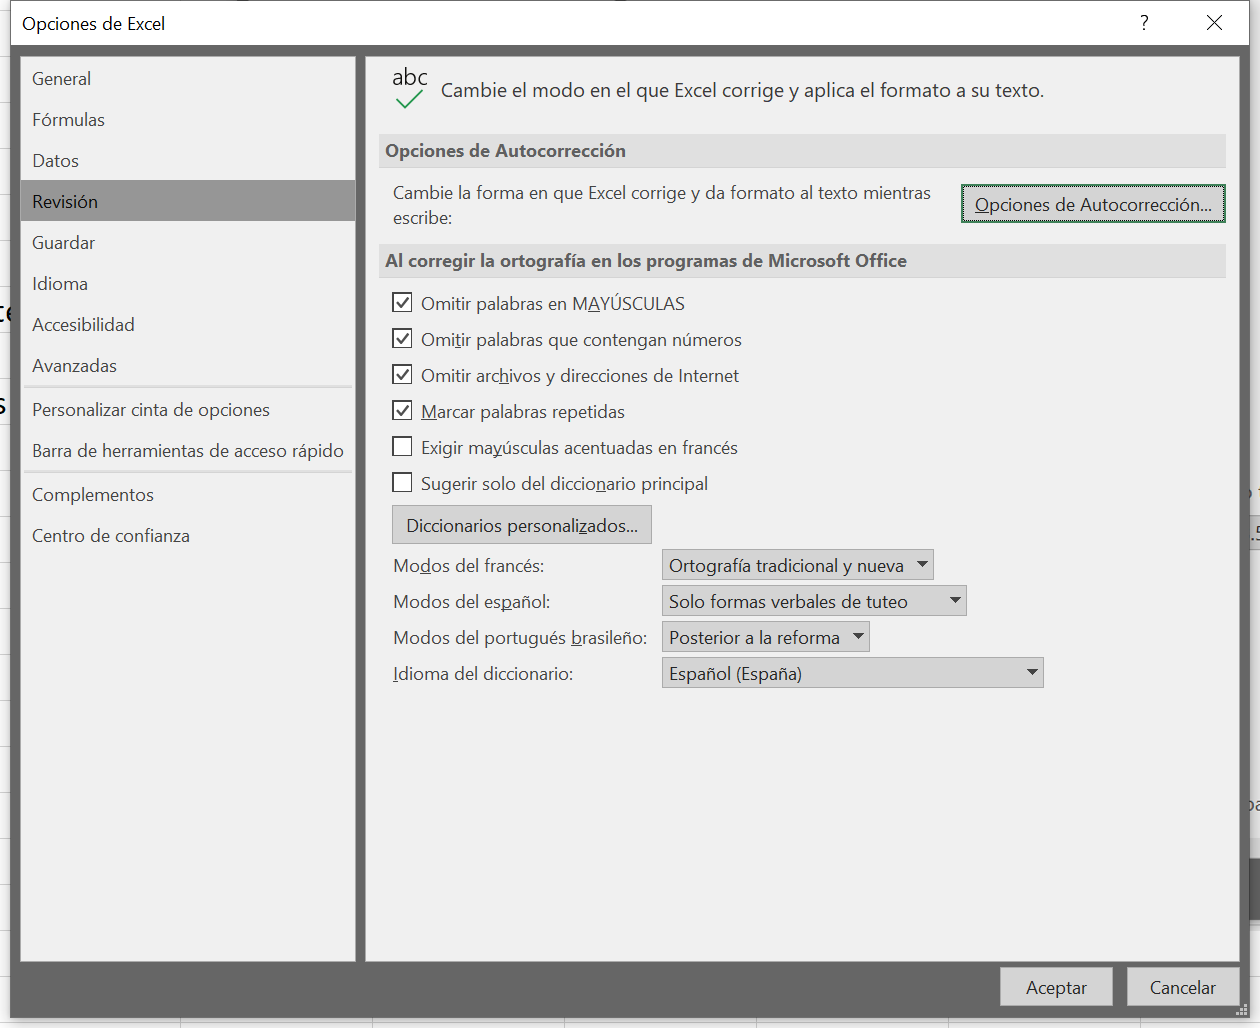 Opciones de Excel
?
General
Fórmulas
Datos
Revisión
Guardar
Idioma
Accesibilidad
Avanzadas
Personalizar cinta de opciones
Barra de herramientas de acceso rápido
Complementos
Centro de confianza
abc
Cambie el modo en el que Excel corrige y aplica el formato a su texto.
Opciones de Autocorrección
Cambie la forma en que Excel corrige y da formato al texto mientras
escribe:
Opciones de Autocorrección...
Al corregir la ortografía en los programas de Microsoft Office
Omitir palabras en MAYÚSCULAS
Omitir palabras que contengan números
Omitir archivos y direcciones de Internet
Marcar palabras repetidas
Exigir mayúsculas acentuadas en francés
Sugerir solo del diccionario principal
Diccionarios personalizados...
Modos del francés: Ortografía tradicional y nueva
Modos del español: Solo formas verbales de tuteo
Modos del portugués brasileño: Posterior a la reforma
Idioma del diccionario: Español (España)
Aceptar
Cancelar